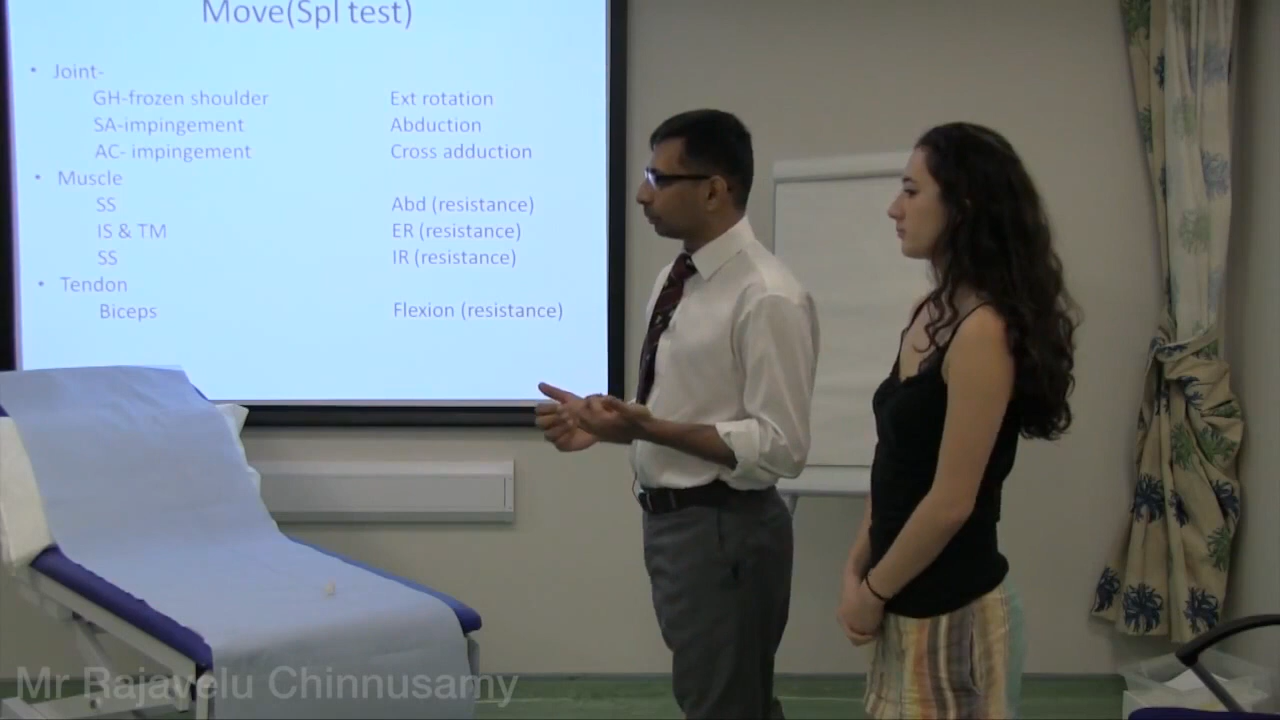 Move(Spl test)
• Joint-
GH-frozen shoulder Ext rotation
SA-impingement Abduction
AC- impingement Cross adduction
• Muscle
SS Abd (resistance)
IS & TM ER (resistance)
SS IR (resistance)
• Tendon
Biceps Flexion (resistance)
Mr Rajavelu Chinnusamy